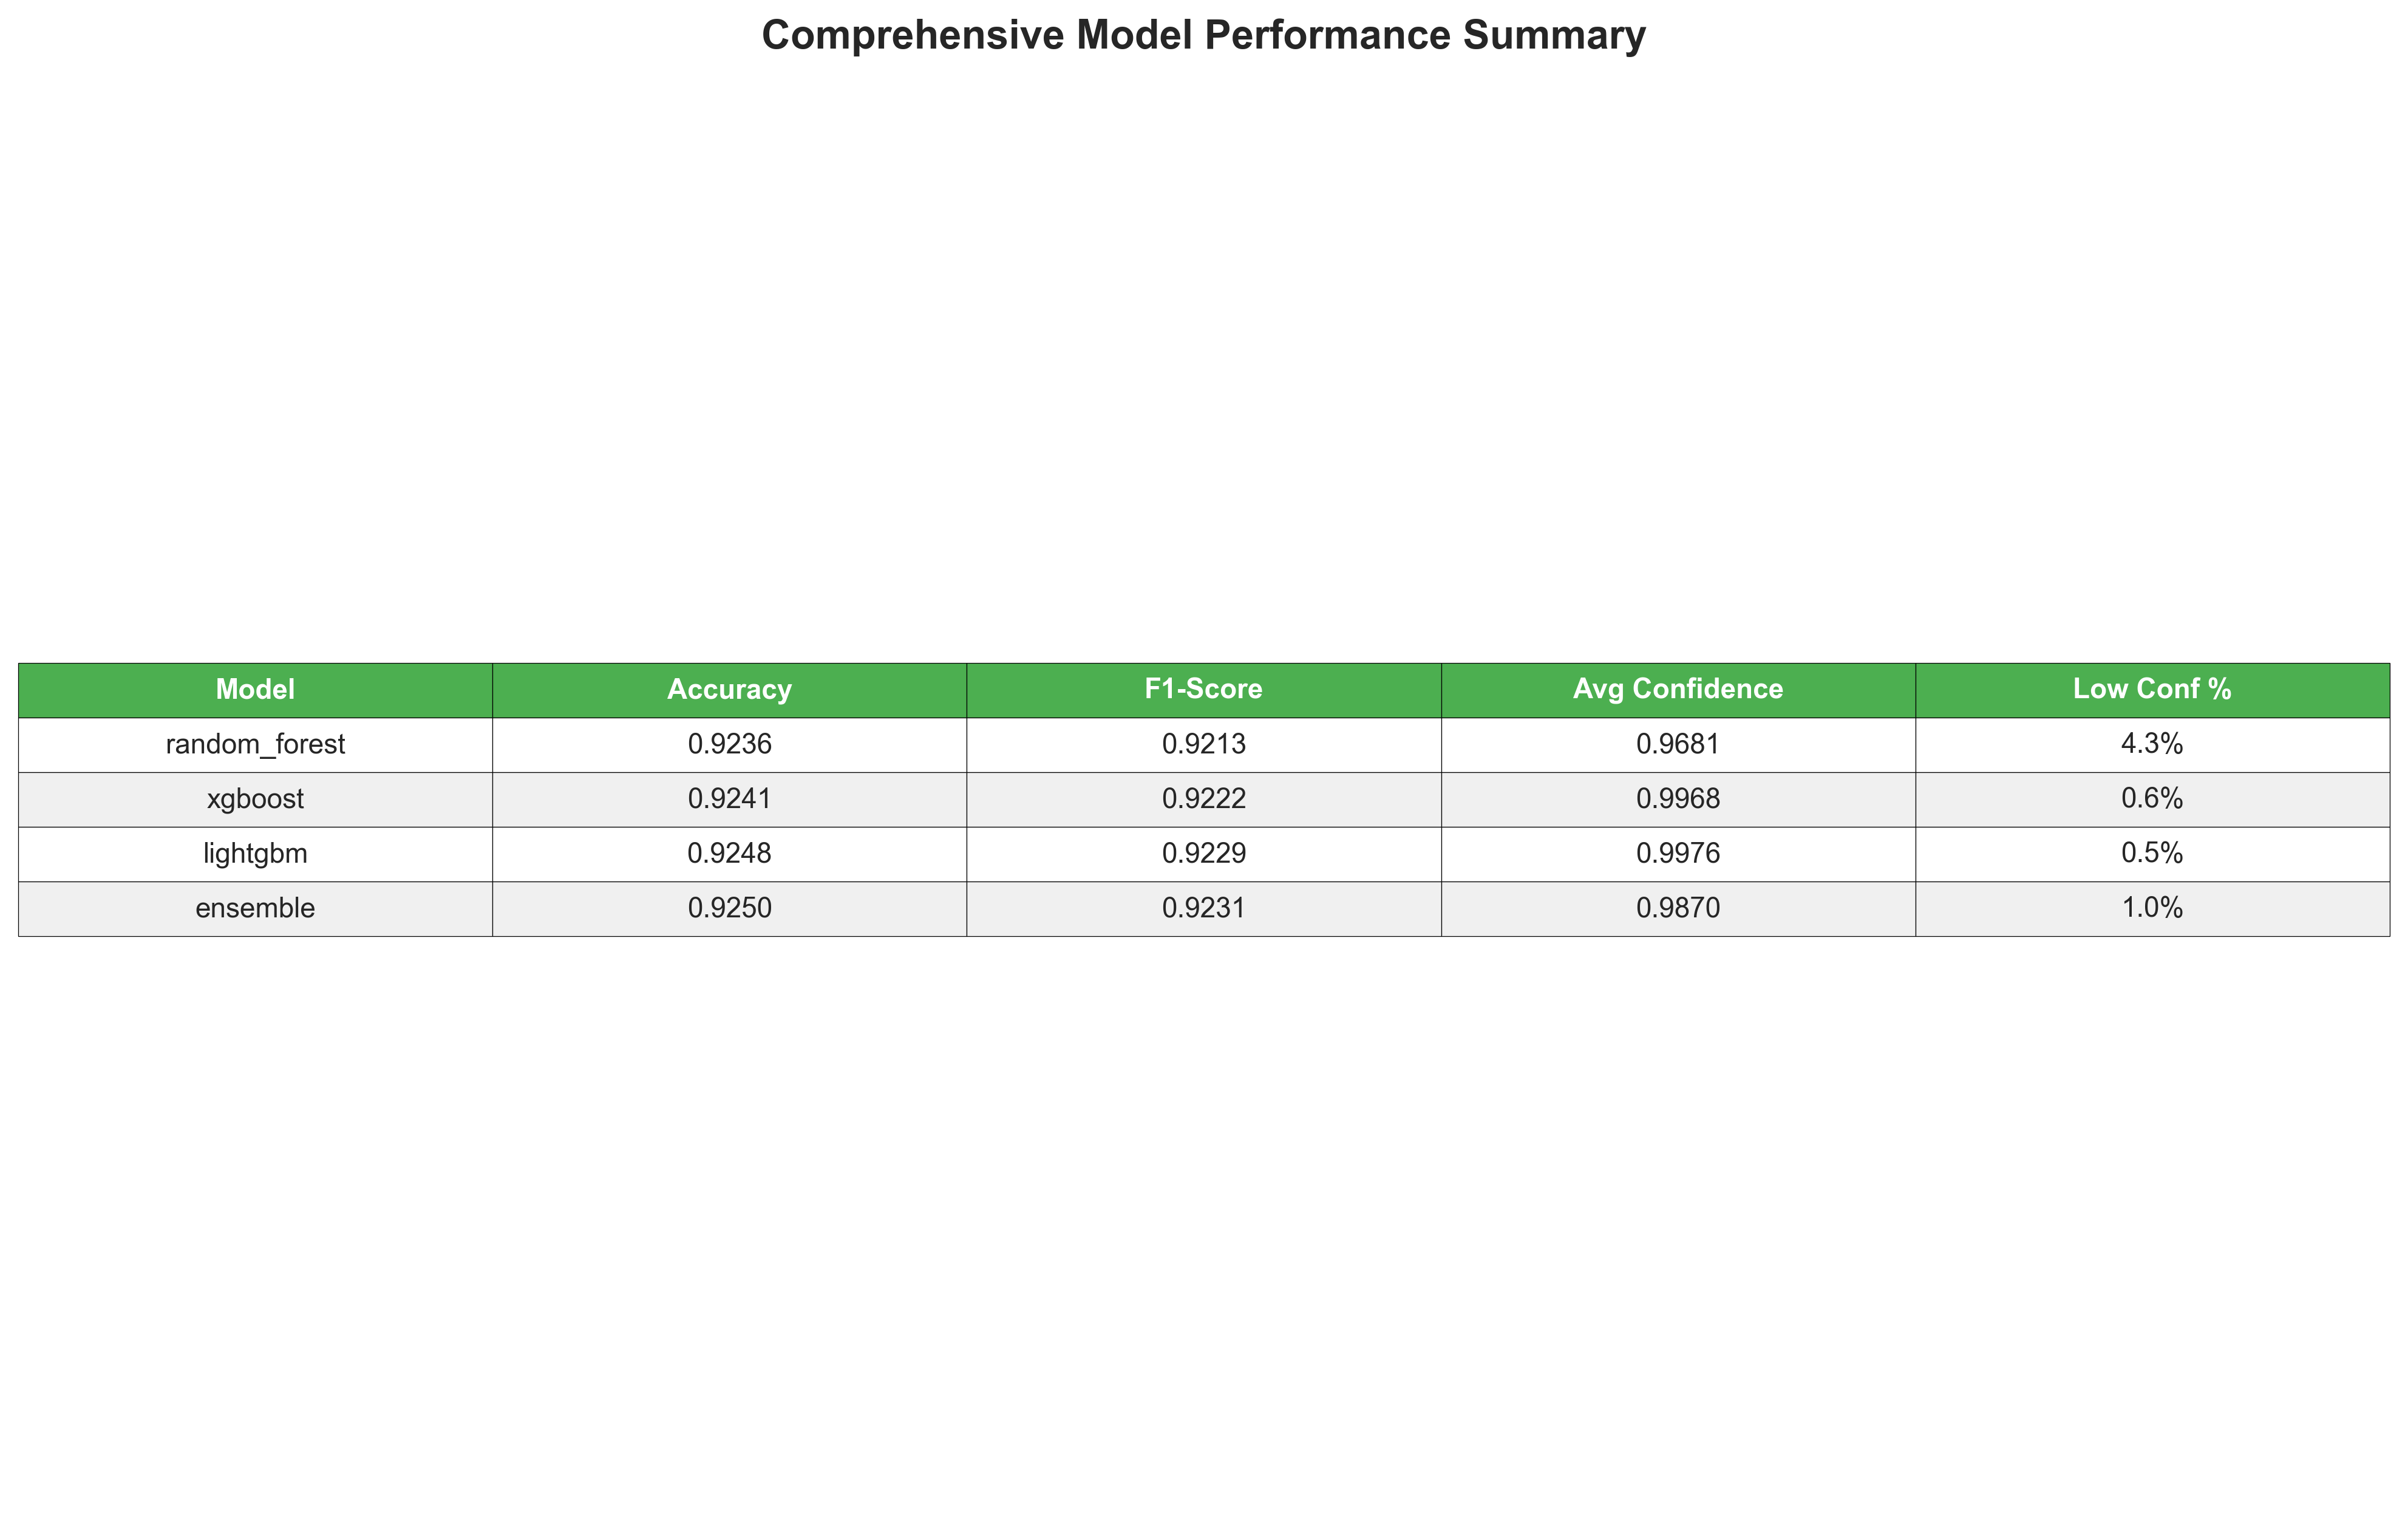 Comprehensive Model Performance Summary
Model Accuracy F1-Score Avg Confidence Low Conf %
random_forest 0.9236 0.9213 0.9681 4.3%
xgboost 0.9241 0.9222 0.9968 0.6%
lightgbm 0.9248 0.9229 0.9976 0.5%
ensemble 0.9250 0.9231 0.9870 1.0%